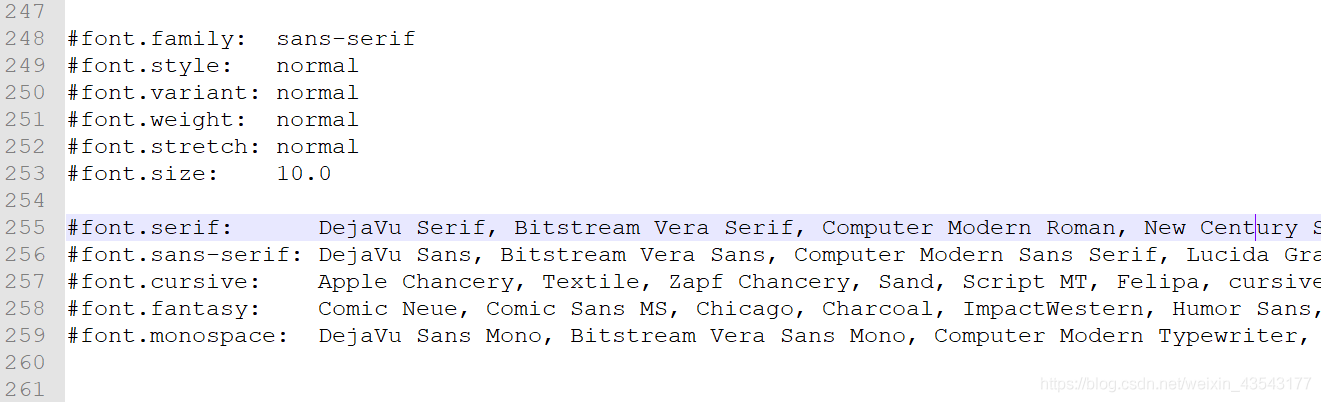 247
248 #font.family:  sans-serif
249 #font.style:   normal
250 #font.variant: normal
251 #font.weight:  normal
252 #font.stretch: normal
253 #font.size:    10.0
254
255 #font.serif:      DejaVu Serif, Bitstream Vera Serif, Computer Modern Roman, New Century S
256 #font.sans-serif: DejaVu Sans, Bitstream Vera Sans, Computer Modern Sans Serif, Lucida Gra
257 #font.cursive:    Apple Chancery, Textile, Zapf Chancery, Sand, Script MT, Felipa, cursive
258 #font.fantasy:    Comic Neue, Comic Sans MS, Chicago, Charcoal, ImpactWestern, Humor Sans,
259 #font.monospace:  DejaVu Sans Mono, Bitstream Vera Sans Mono, Computer Modern Typewriter,
260
261
https://blog.csdn.net/weixin_43543177